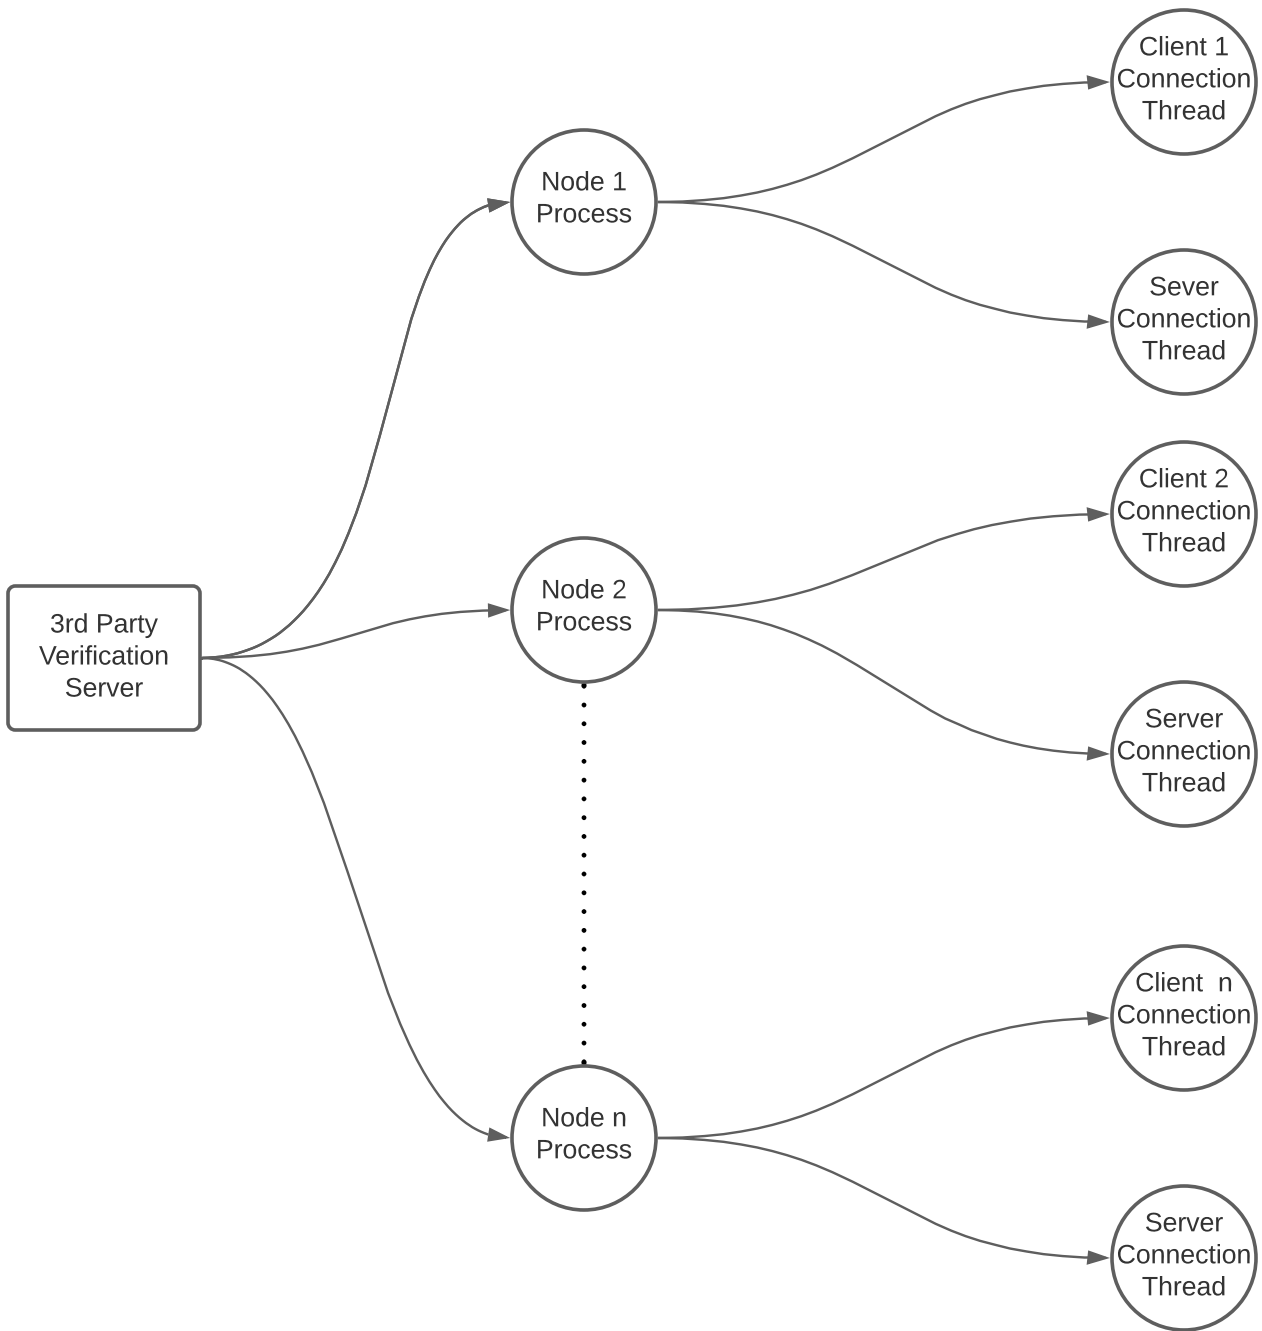 Client 1
Connection
Thread
Node 1
Process
Sever
Connection
Thread
Client 2
Connection
Thread
Node 2
Process
3rd Party
Verification
Server
Server
Connection
Thread
Client  n
Connection
Thread
Node n
Process
Server
Connection
Thread